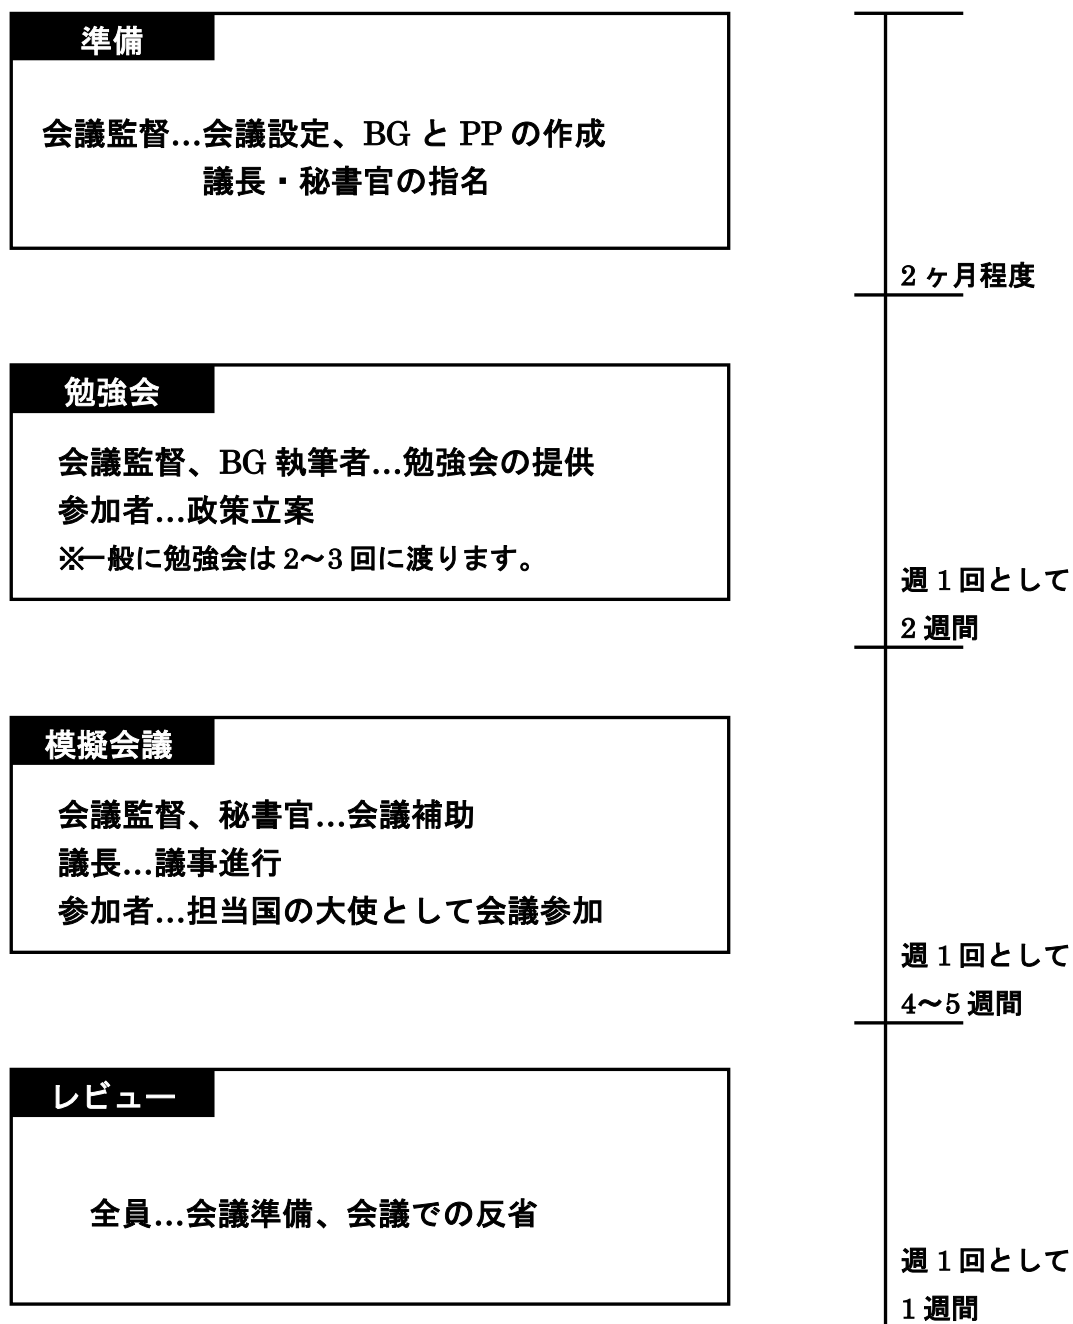 準備
会議監督…会議設定、BG と PP の作成
議長・秘書官の指名
2 ヶ月程度
勉強会
会議監督、BG 執筆者…勉強会の提供
参加者…政策立案
※一般に勉強会は 2～3 回に渡ります。
週 1 回として
2 週間
模擬会議
会議監督、秘書官…会議補助
議長…議事進行
参加者…担当国の大使として会議参加
週 1 回として
4～5 週間
レビュー
全員…会議準備、会議での反省
週 1 回として
1 週間